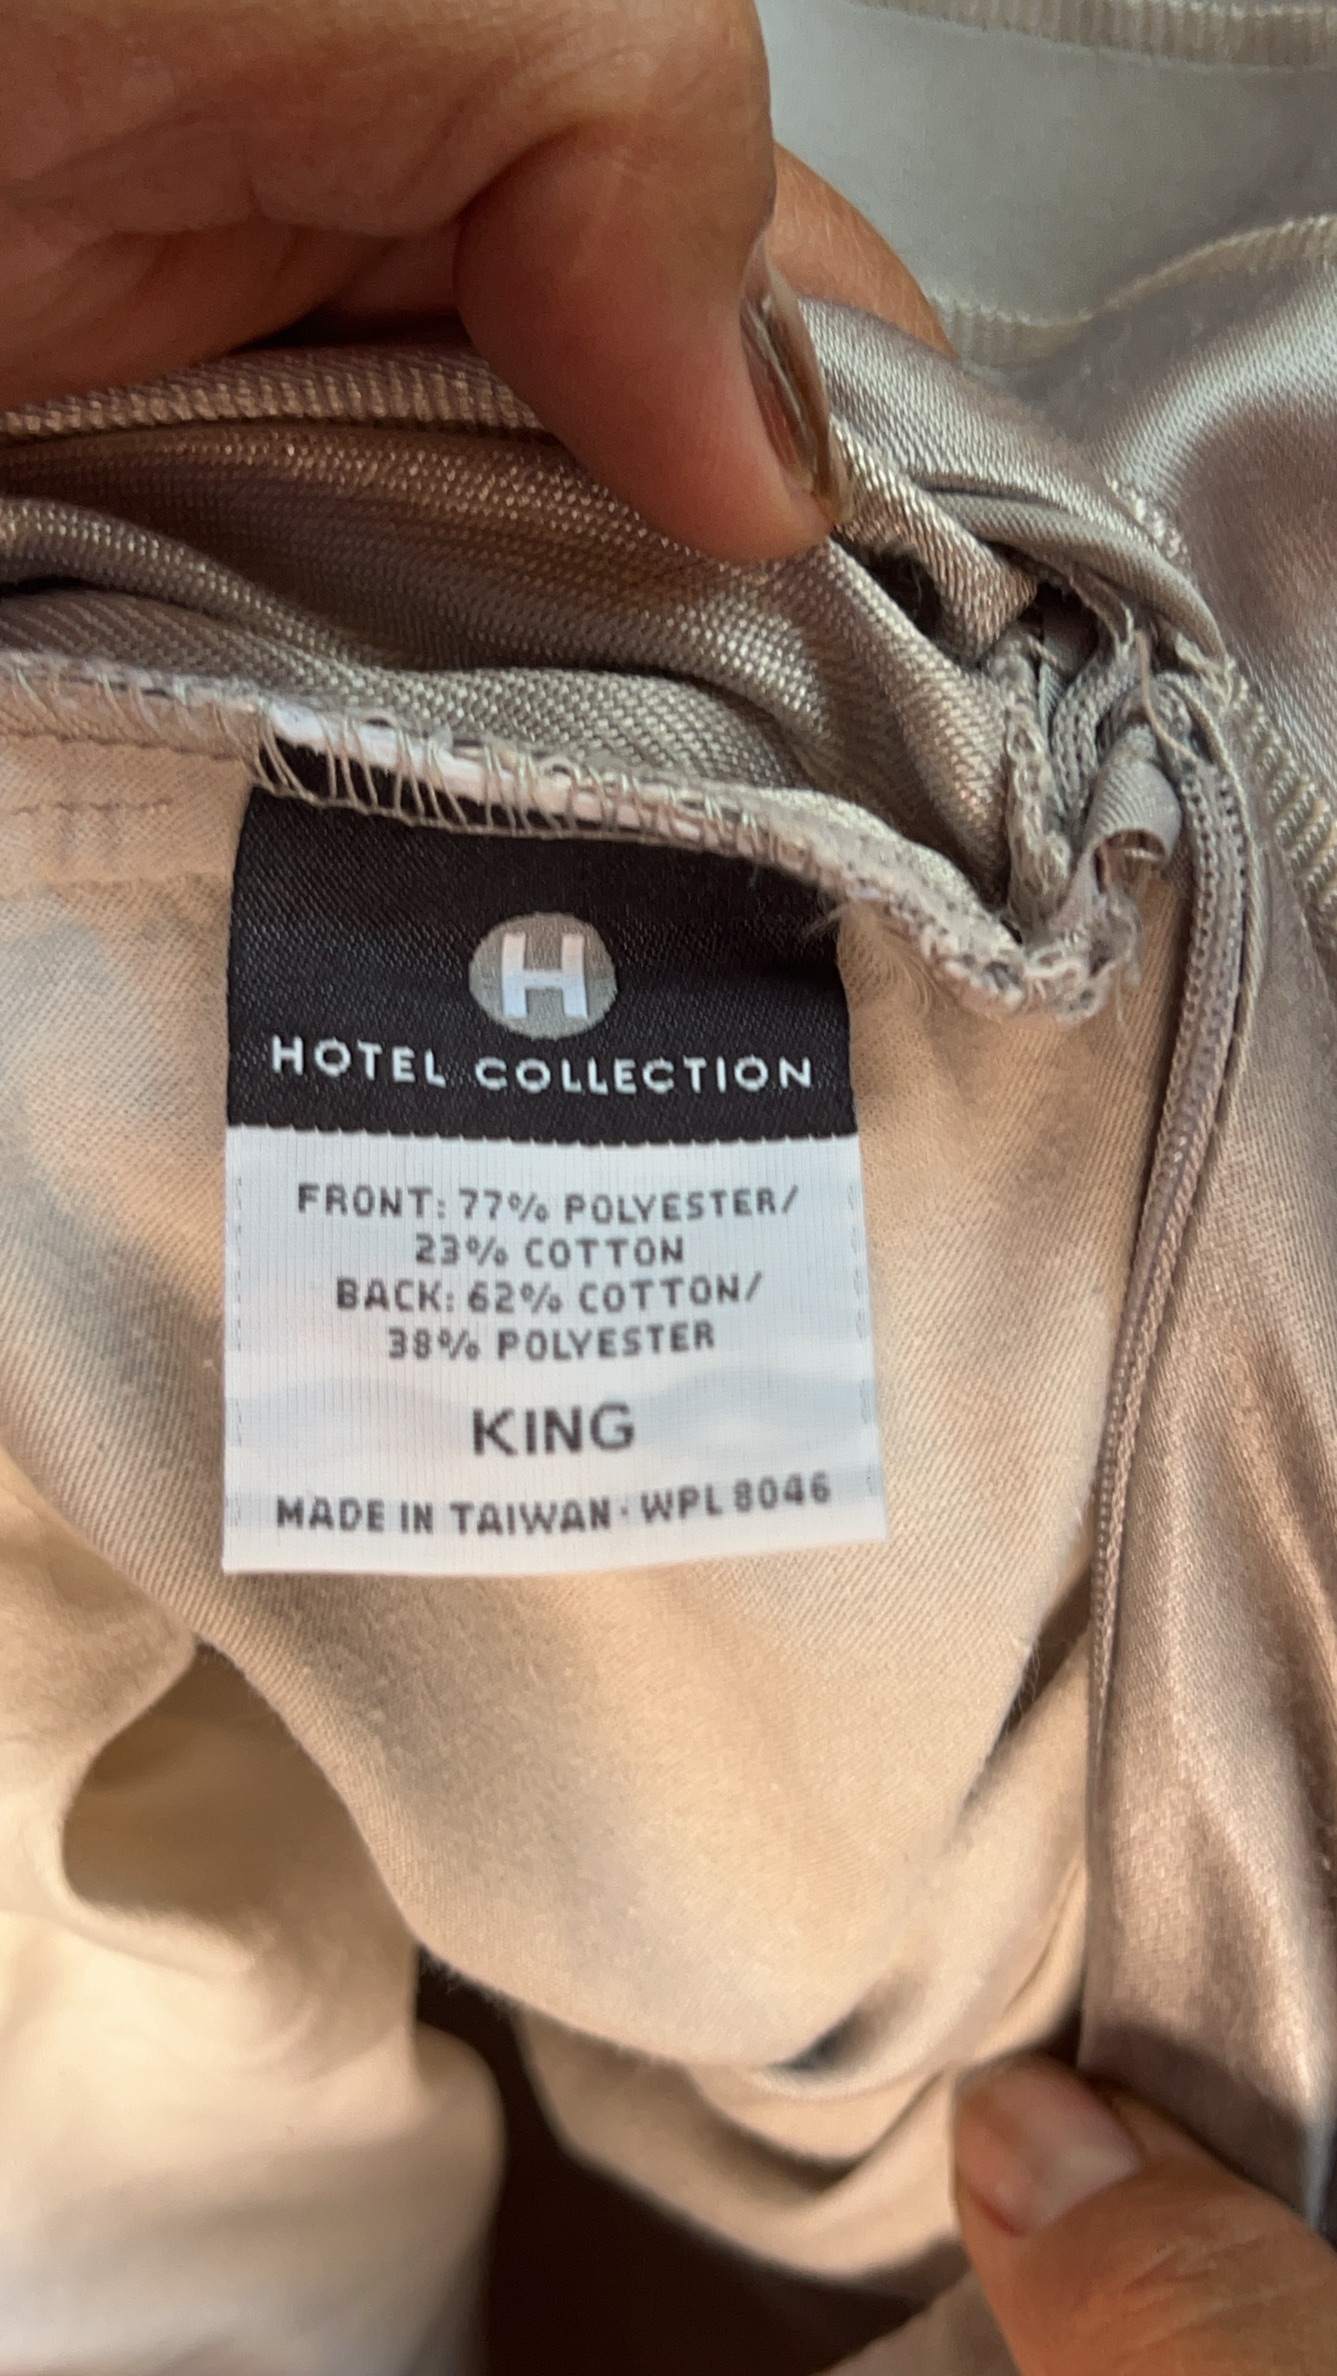 H
HOTEL COLLECTION
FRONT: 77% POLYESTER/
23% COTTON
BACK: 62% COTTON/
38% POLYESTER
KING
MADE IN TAIWAN · WPL 8046